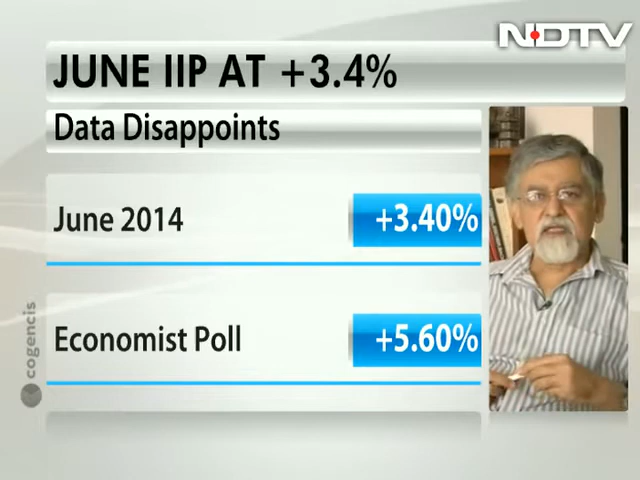 NDTV
JUNE IIP AT +3.4%
Data Disappoints
June 2014 +3.40%
Economist Poll +5.60%
cogencis